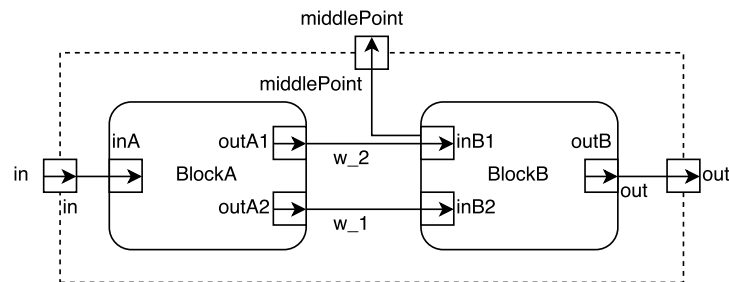 middlePoint
middlePoint
inA
outA1
inB1
outB
w_2
in
BlockA
BlockB
out
in
out
outA2
inB2
w_1